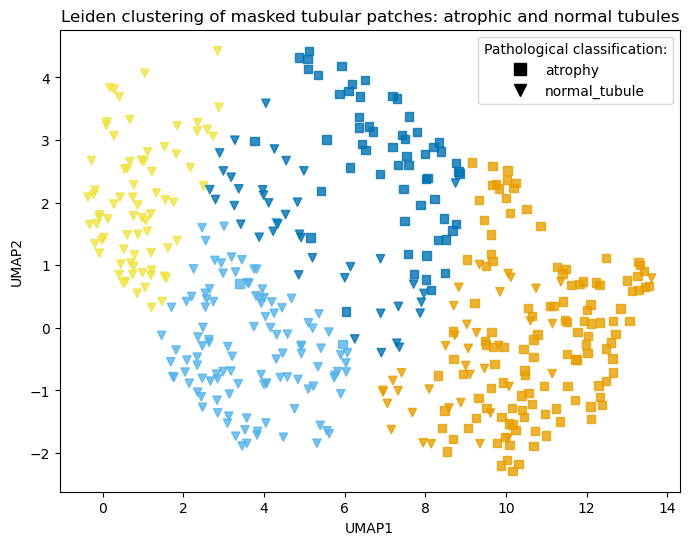 Leiden clustering of masked tubular patches: atrophic and normal tubules
Pathological classification:
atrophy
normal_tubule
UMAP2
4
3
2
1
0
−1
−2
0 2 4 6 8 10 12 14
UMAP1